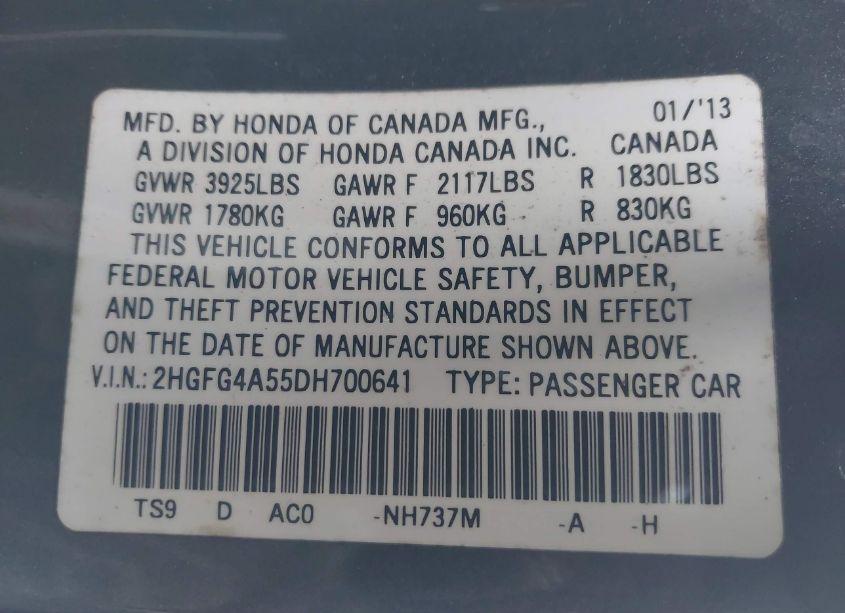 MFD. BY HONDA OF CANADA MFG., 01/'13
A DIVISION OF HONDA CANADA INC. CANADA
GVWR 3925LBS GAWR F 2117LBS R 1830LBS
GVWR 1780KG GAWR F 960KG R 830KG
THIS VEHICLE CONFORMS TO ALL APPLICABLE
FEDERAL MOTOR VEHICLE SAFETY, BUMPER,
AND THEFT PREVENTION STANDARDS IN EFFECT
ON THE DATE OF MANUFACTURE SHOWN ABOVE.
V.I.N.: 2HGFG4A55DH700641 TYPE: PASSENGER CAR
TS9 D AC0 -NH737M -A -H